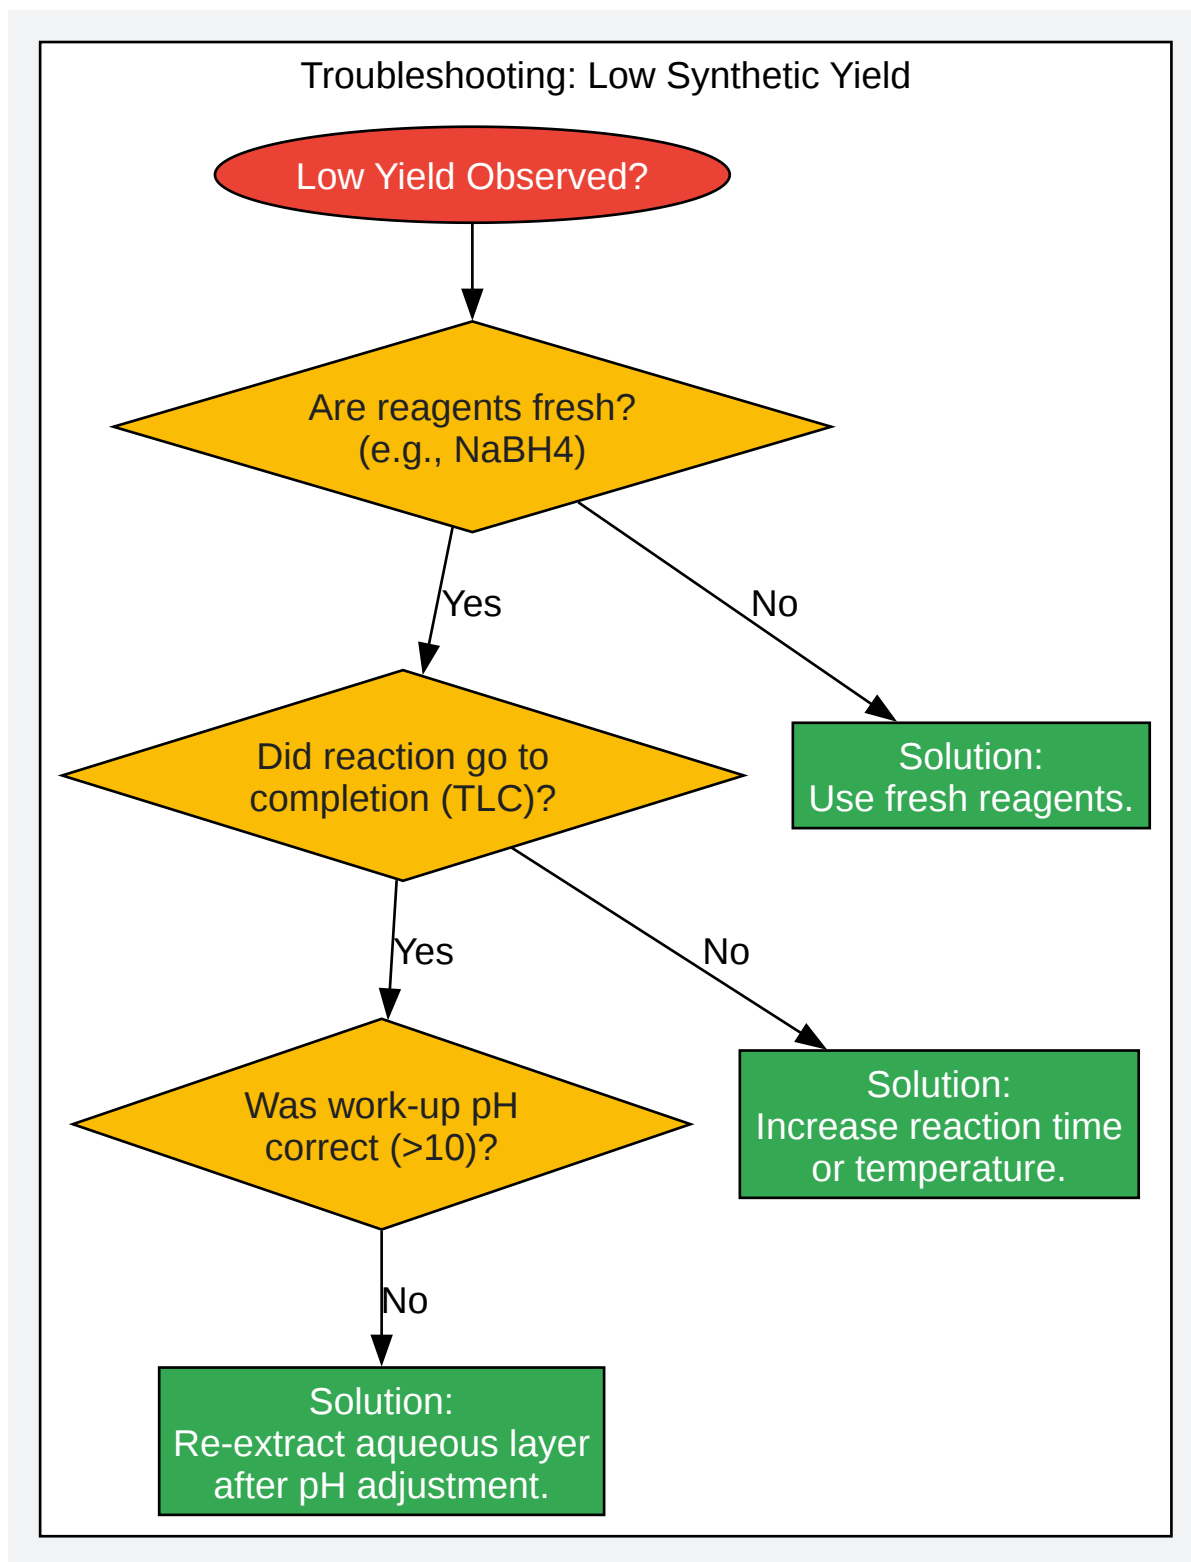 Troubleshooting: Low Synthetic Yield
Low Yield Observed?
Are reagents fresh?
(e.g., NaBH4)
Yes
No
Did reaction go to
completion (TLC)?
Solution:
Use fresh reagents.
Yes
No
Was work-up pH
correct (>10)?
Solution:
Increase reaction time
or temperature.
No
Solution:
Re-extract aqueous layer
after pH adjustment.